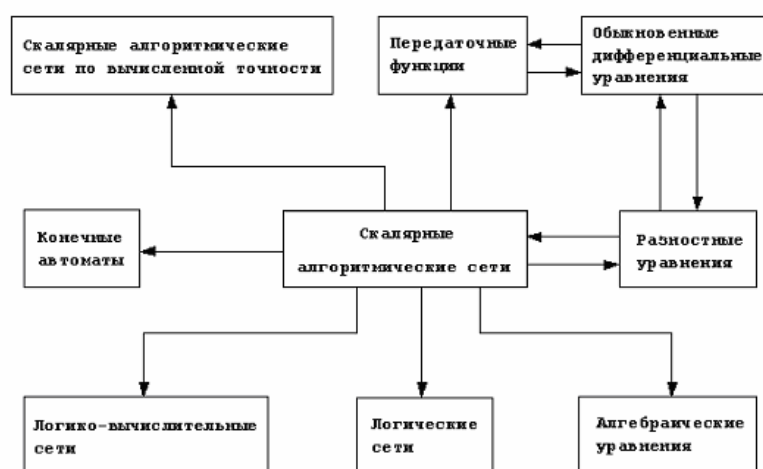 Скалярные алгоритмические
сети по вычисленной точности
Передаточные
функции
Обыкновенные
дифференциальные
уравнения
Конечные
автоматы
Скалярные
алгоритмические сети
Разностные
уравнения
Логико-вычислительные
сети
Логические
сети
Алгебраические
уравнения